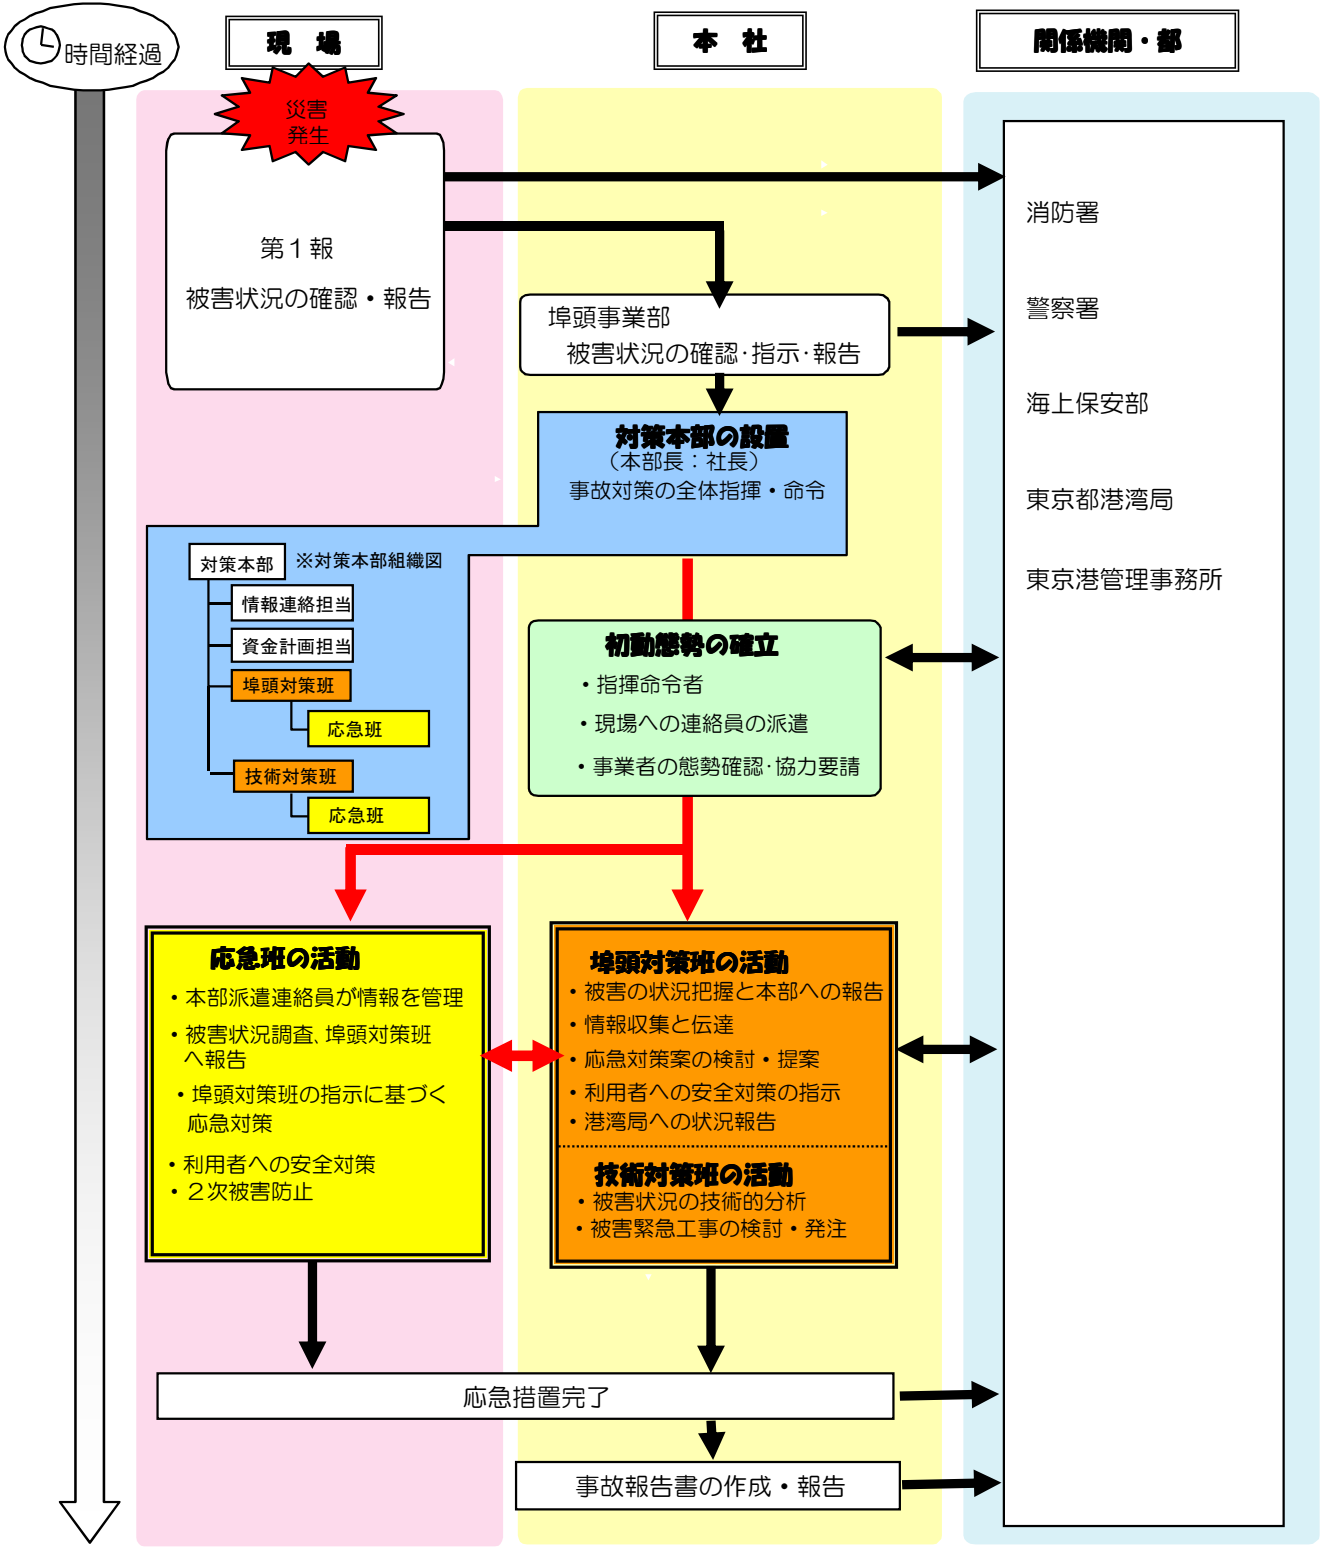 時間経過
現　場
本　社
関係機関・部
災害
発生
第１報
被害状況の確認・報告
消防署
警察署
海上保安部
東京都港湾局
東京港管理事務所
埠頭事業部
被害状況の確認・指示・報告
対策本部の設置
（本部長：社長）
事故対策の全体指揮・命令
対策本部
※対策本部組織図
情報連絡担当
資金計画担当
埠頭対策班
応急班
技術対策班
応急班
初動態勢の確立
・指揮命令者
・現場への連絡員の派遣
・事業者の態勢確認・協力要請
応急班の活動
・本部派遣連絡員が情報を管理
・被害状況調査、埠頭対策班
へ報告
・埠頭対策班の指示に基づく
応急対策
・利用者への安全対策
・２次被害防止
埠頭対策班の活動
・被害の状況把握と本部への報告
・情報収集と伝達
・応急対策案の検討・提案
・利用者への安全対策の指示
・港湾局への状況報告
技術対策班の活動
・被害状況の技術的分析
・被害緊急工事の検討・発注
応急措置完了
事故報告書の作成・報告